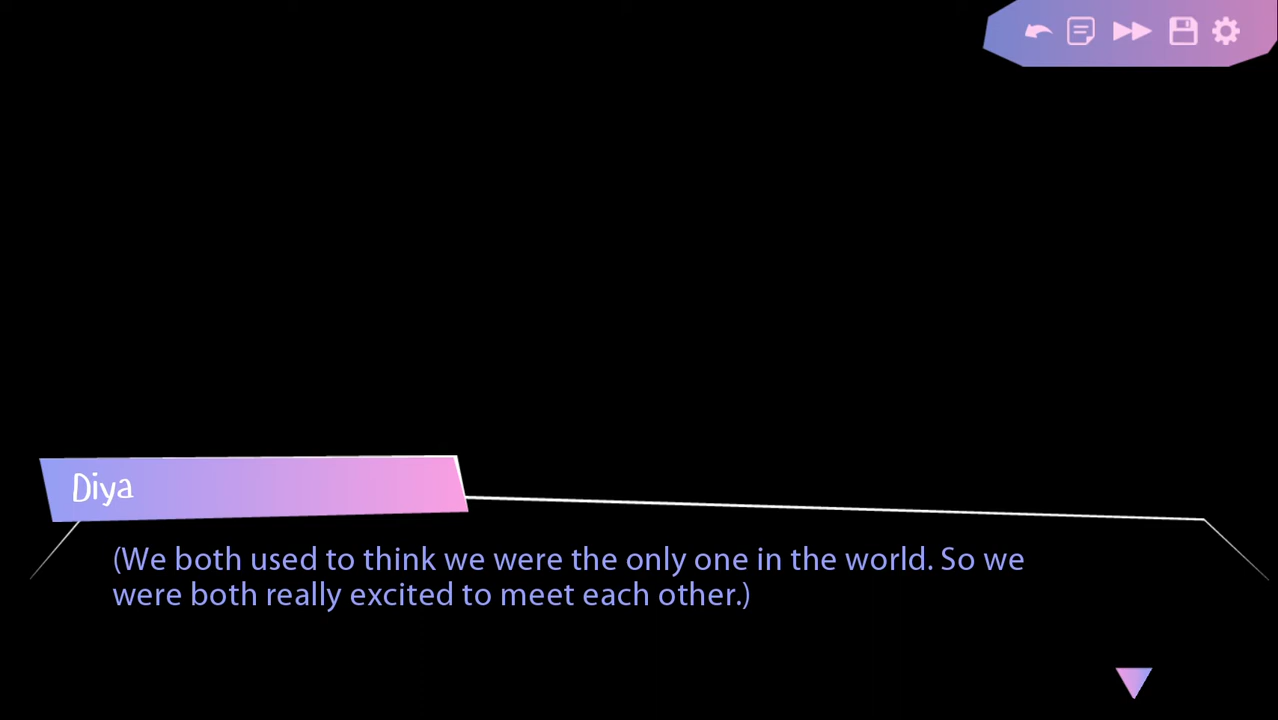 Diya
(We both used to think we were the only one in the world. So we
were both really excited to meet each other.)